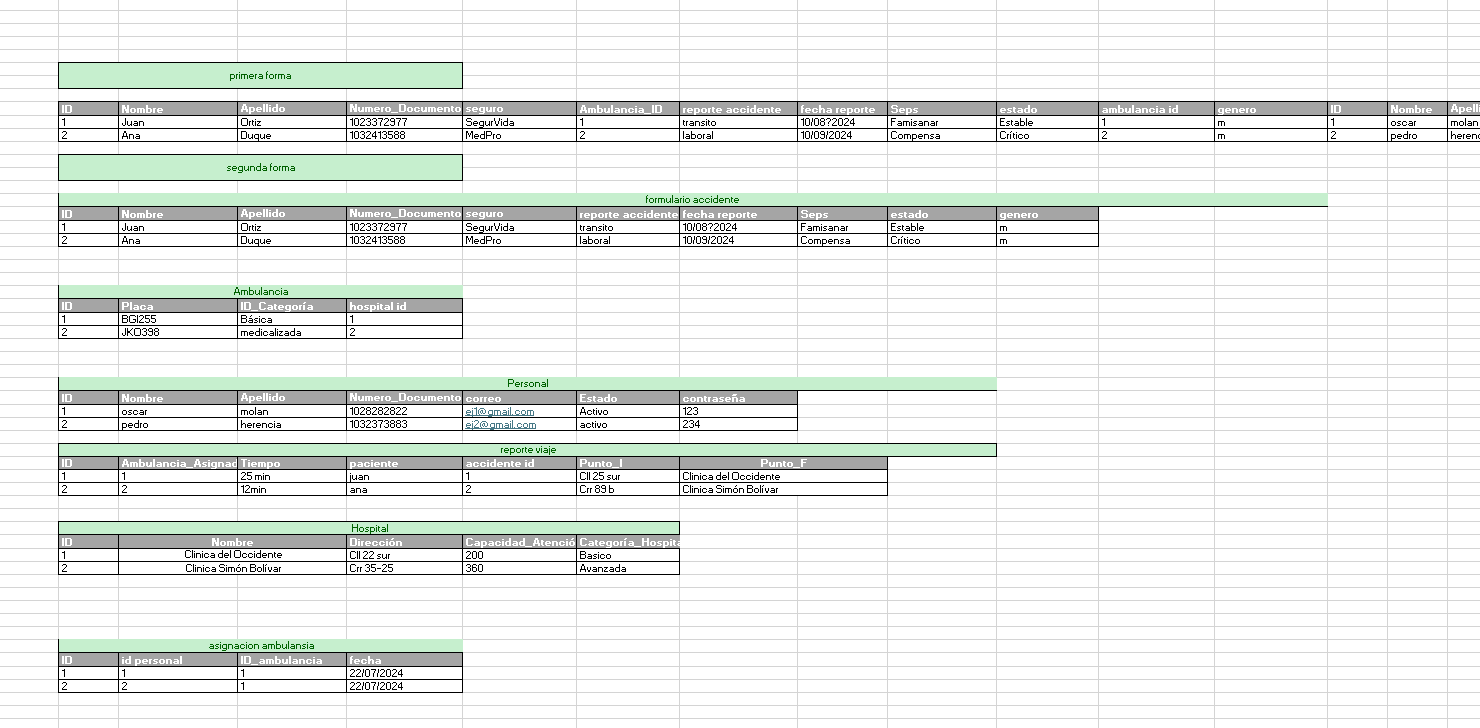 primera forma
ID Nombre Apellido Numero_Documento seguro Ambulancia_ID reporte accidente fecha reporte Seps estado ambulancia id genero ID Nombre Apelli
1 Juan Ortiz 1023372977 SegurVida 1 transito 10/08?2024 Famisanar Estable 1 m 1 oscar molan
2 Ana Duque 1032413588 MedPro 2 laboral 10/09/2024 Compensa Crítico 2 m 2 pedro herenc
segunda forma
formulario accidente
ID Nombre Apellido Numero_Documento seguro reporte accidente fecha reporte Seps estado genero
1 Juan Ortiz 1023372977 SegurVida transito 10/08?2024 Famisanar Estable m
2 Ana Duque 1032413588 MedPro laboral 10/09/2024 Compensa Crítico m
Ambulancia
ID Placa ID_Categoría hospital id
1 BGI255 Básica 1
2 JKO398 medicalizada 2
Personal
ID Nombre Apellido Numero_Documento correo Estado contraseña
1 oscar molan 1028282822 ej1@gmail.com Activo 123
2 pedro herencia 1032373883 ej2@gmail.com activo 234
reporte viaje
ID Ambulancia_Asignad Tiempo paciente accidente id Punto_I Punto_F
1 1 25 min juan 1 Cll 25 sur Clinica del Occidente
2 2 12min ana 2 Crr 89 b Clinica Simón Bolívar
Hospital
ID Nombre Dirección Capacidad_Atenció Categoría_Hospita
1 Clinica del Occidente Cll 22 sur 200 Basico
2 Clinica Simón Bolívar Crr 35-25 360 Avanzada
asignacion ambulansia
ID id personal ID_ambulancia fecha
1 1 1 22/07/2024
2 2 1 22/07/2024